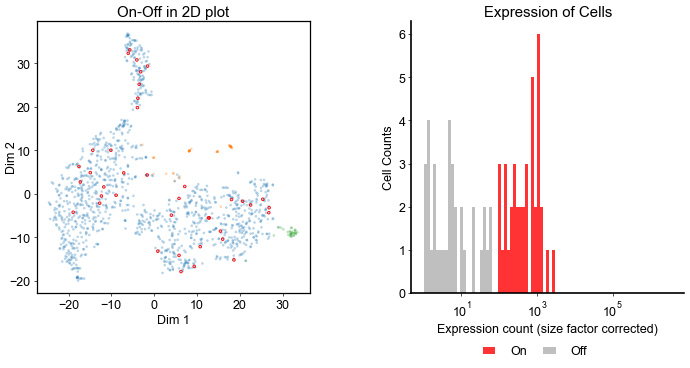 On-Off in 2D plot
Dim 2
30
20
10
0
−10
−20
−20 −10 0 10 20 30
Dim 1
Expression of Cells
Cell Counts
6
5
4
3
2
1
0
10^1 10^3 10^5
Expression count (size factor corrected)
On Off